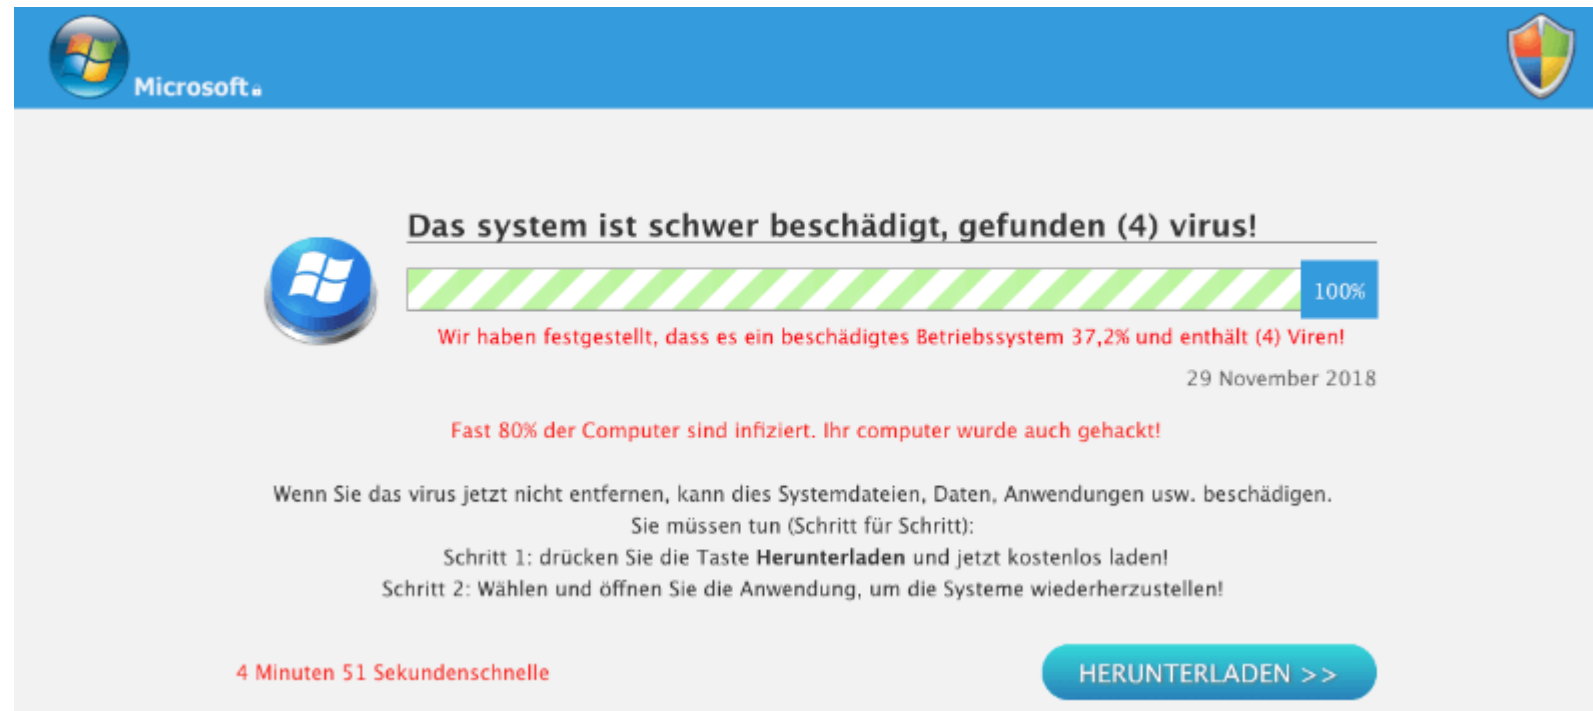 Microsoft
Das system ist schwer beschädigt, gefunden (4) virus!
100%
Wir haben festgestellt, dass es ein beschädigtes Betriebssystem 37,2% und enthält (4) Viren!
29 November 2018
Fast 80% der Computer sind infiziert. Ihr computer wurde auch gehackt!
Wenn Sie das virus jetzt nicht entfernen, kann dies Systemdateien, Daten, Anwendungen usw. beschädigen.
Sie müssen tun (Schritt für Schritt):
Schritt 1: drücken Sie die Taste Herunterladen und jetzt kostenlos laden!
Schritt 2: Wählen und öffnen Sie die Anwendung, um die Systeme wiederherzustellen!
4 Minuten 51 Sekundenschnelle
HERUNTERLADEN >>